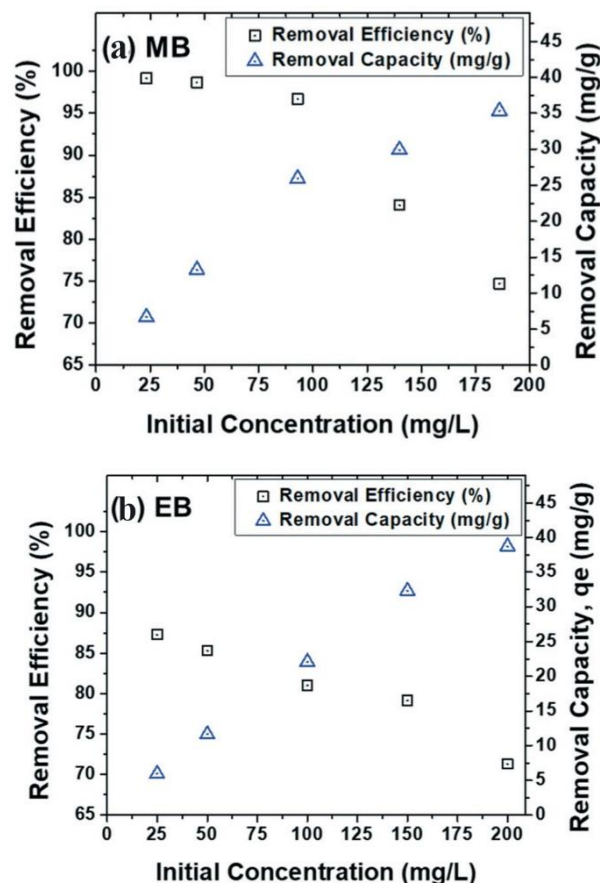 (a) MB
Removal Efficiency (%)
Removal Capacity (mg/g)
100
95
90
85
80
75
70
65
Removal Efficiency (%)
45
40
35
30
25
20
15
10
5
0
Removal Capacity (mg/g)
0 25 50 75 100 125 150 175 200
Initial Concentration (mg/L)
(b) EB
Removal Efficiency (%)
Removal Capacity (mg/g)
100
95
90
85
80
75
70
65
Removal Efficiency (%)
45
40
35
30
25
20
15
10
5
0
Removal Capacity, qe (mg/g)
0 25 50 75 100 125 150 175 200
Initial Concentration (mg/L)